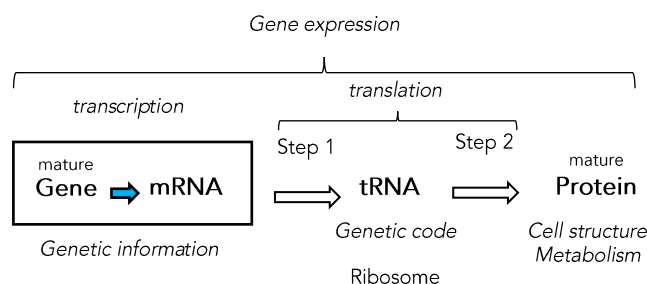 Gene expression
transcription
translation
Step 1
Step 2
mature
Gene
mRNA
tRNA
mature
Protein
Genetic information
Genetic code
Cell structure
Metabolism
Ribosome